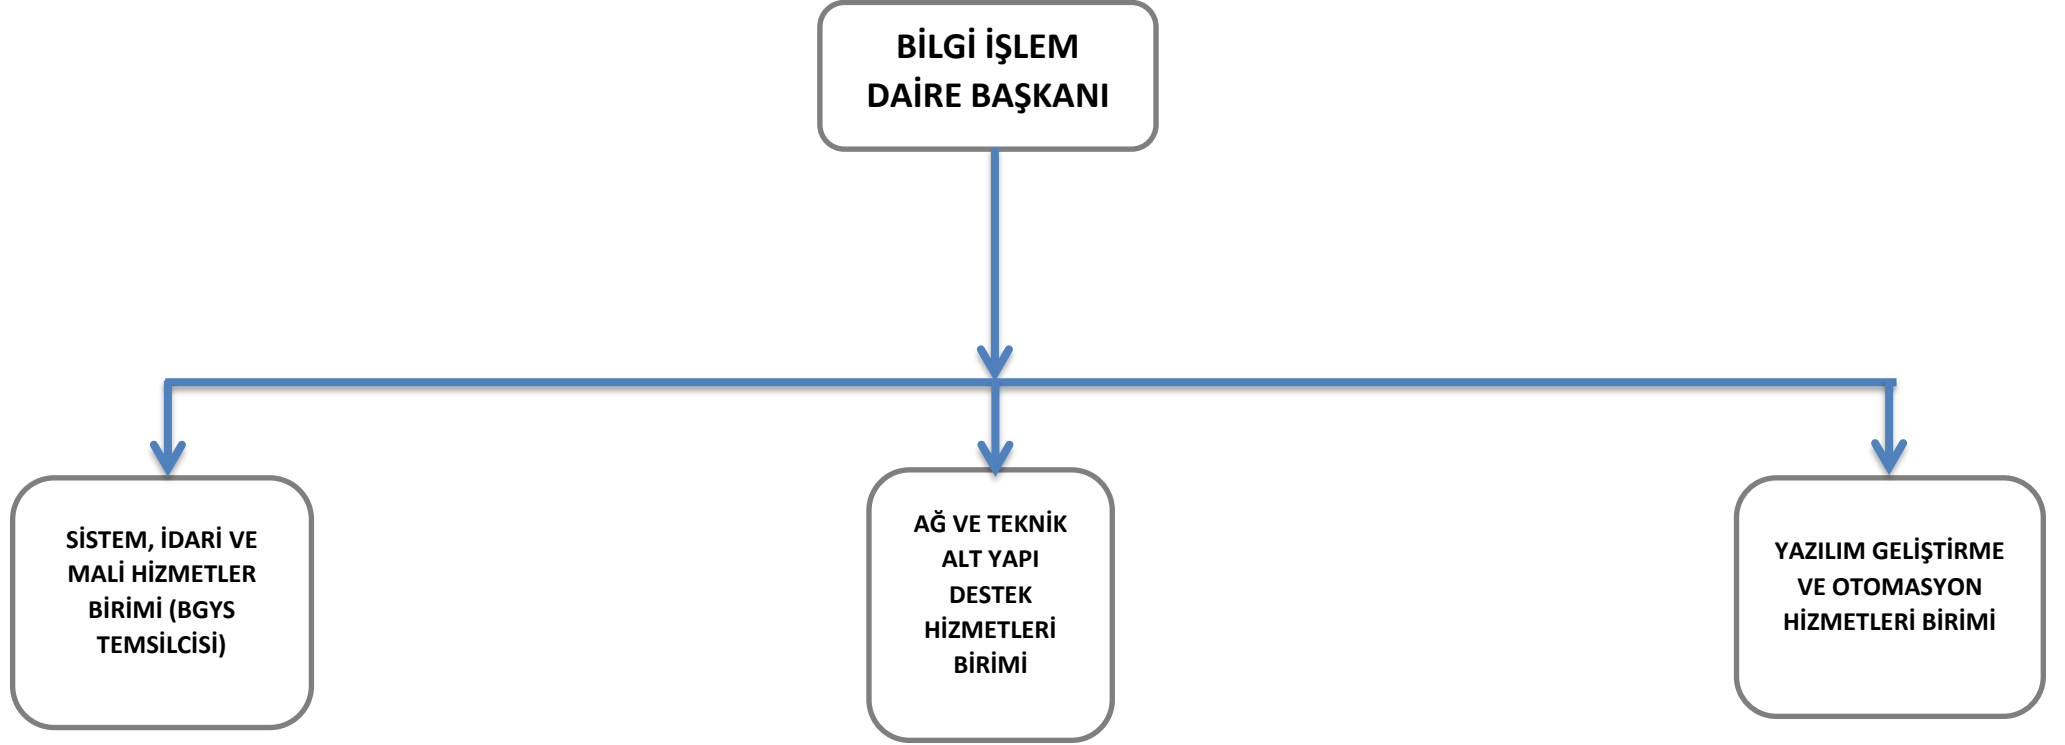 BİLGİ İŞLEM
DAİRE BAŞKANI
SİSTEM, İDARİ VE
MALİ HİZMETLER
BİRİMİ (BGYS
TEMSİLCİSİ)
AĞ VE TEKNİK
ALT YAPI
DESTEK
HİZMETLERİ
BİRİMİ
YAZILIM GELİŞTİRME
VE OTOMASYON
HİZMETLERİ BİRİMİ